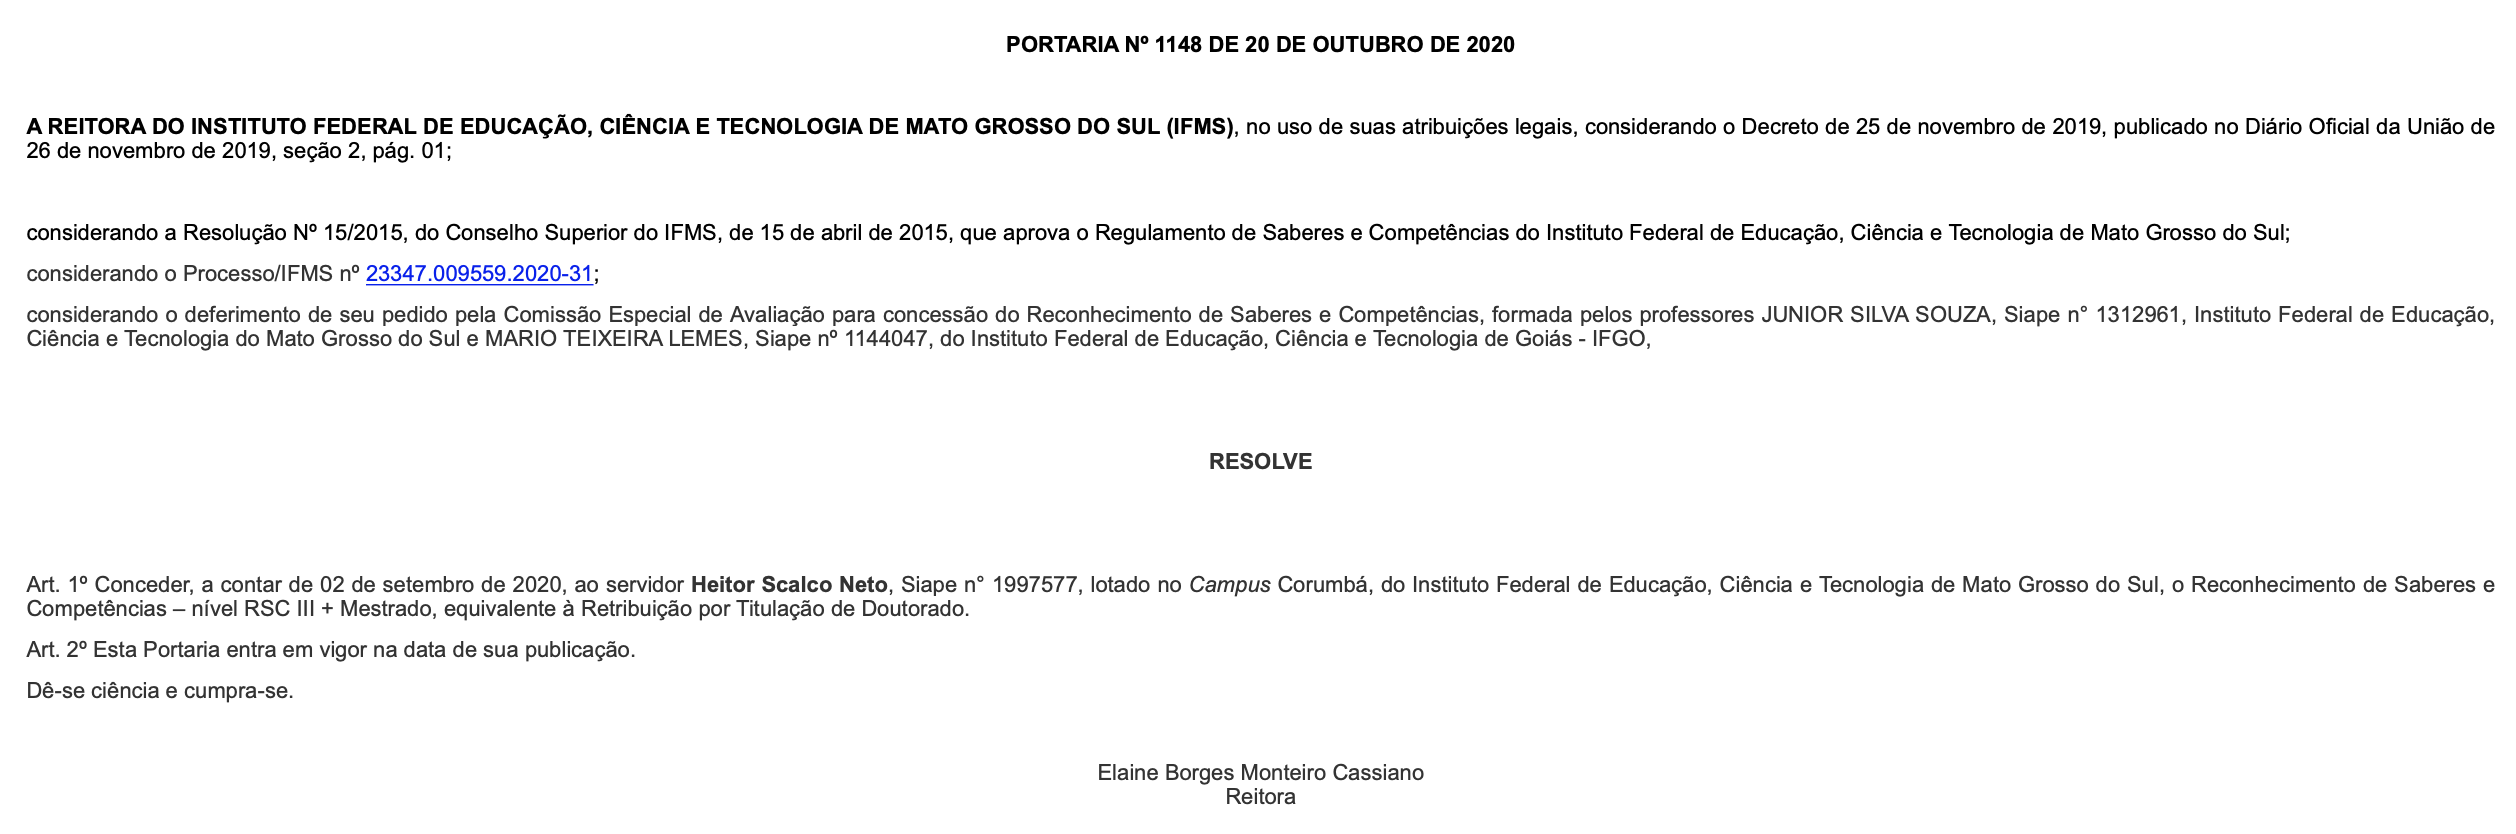 PORTARIA Nº 1148 DE 20 DE OUTUBRO DE 2020
A REITORA DO INSTITUTO FEDERAL DE EDUCAÇÃO, CIÊNCIA E TECNOLOGIA DE MATO GROSSO DO SUL (IFMS), no uso de suas atribuições legais, considerando o Decreto de 25 de novembro de 2019, publicado no Diário Oficial da União de
26 de novembro de 2019, seção 2, pág. 01;
considerando a Resolução Nº 15/2015, do Conselho Superior do IFMS, de 15 de abril de 2015, que aprova o Regulamento de Saberes e Competências do Instituto Federal de Educação, Ciência e Tecnologia de Mato Grosso do Sul;
considerando o Processo/IFMS nº 23347.009559.2020-31;
considerando o deferimento de seu pedido pela Comissão Especial de Avaliação para concessão do Reconhecimento de Saberes e Competências, formada pelos professores JUNIOR SILVA SOUZA, Siape n° 1312961, Instituto Federal de Educação,
Ciência e Tecnologia do Mato Grosso do Sul e MARIO TEIXEIRA LEMES, Siape nº 1144047, do Instituto Federal de Educação, Ciência e Tecnologia de Goiás - IFGO,
RESOLVE
Art. 1º Conceder, a contar de 02 de setembro de 2020, ao servidor Heitor Scalco Neto, Siape n° 1997577, lotado no Campus Corumbá, do Instituto Federal de Educação, Ciência e Tecnologia de Mato Grosso do Sul, o Reconhecimento de Saberes e
Competências – nível RSC III + Mestrado, equivalente à Retribuição por Titulação de Doutorado.
Art. 2º Esta Portaria entra em vigor na data de sua publicação.
Dê-se ciência e cumpra-se.
Elaine Borges Monteiro Cassiano
Reitora